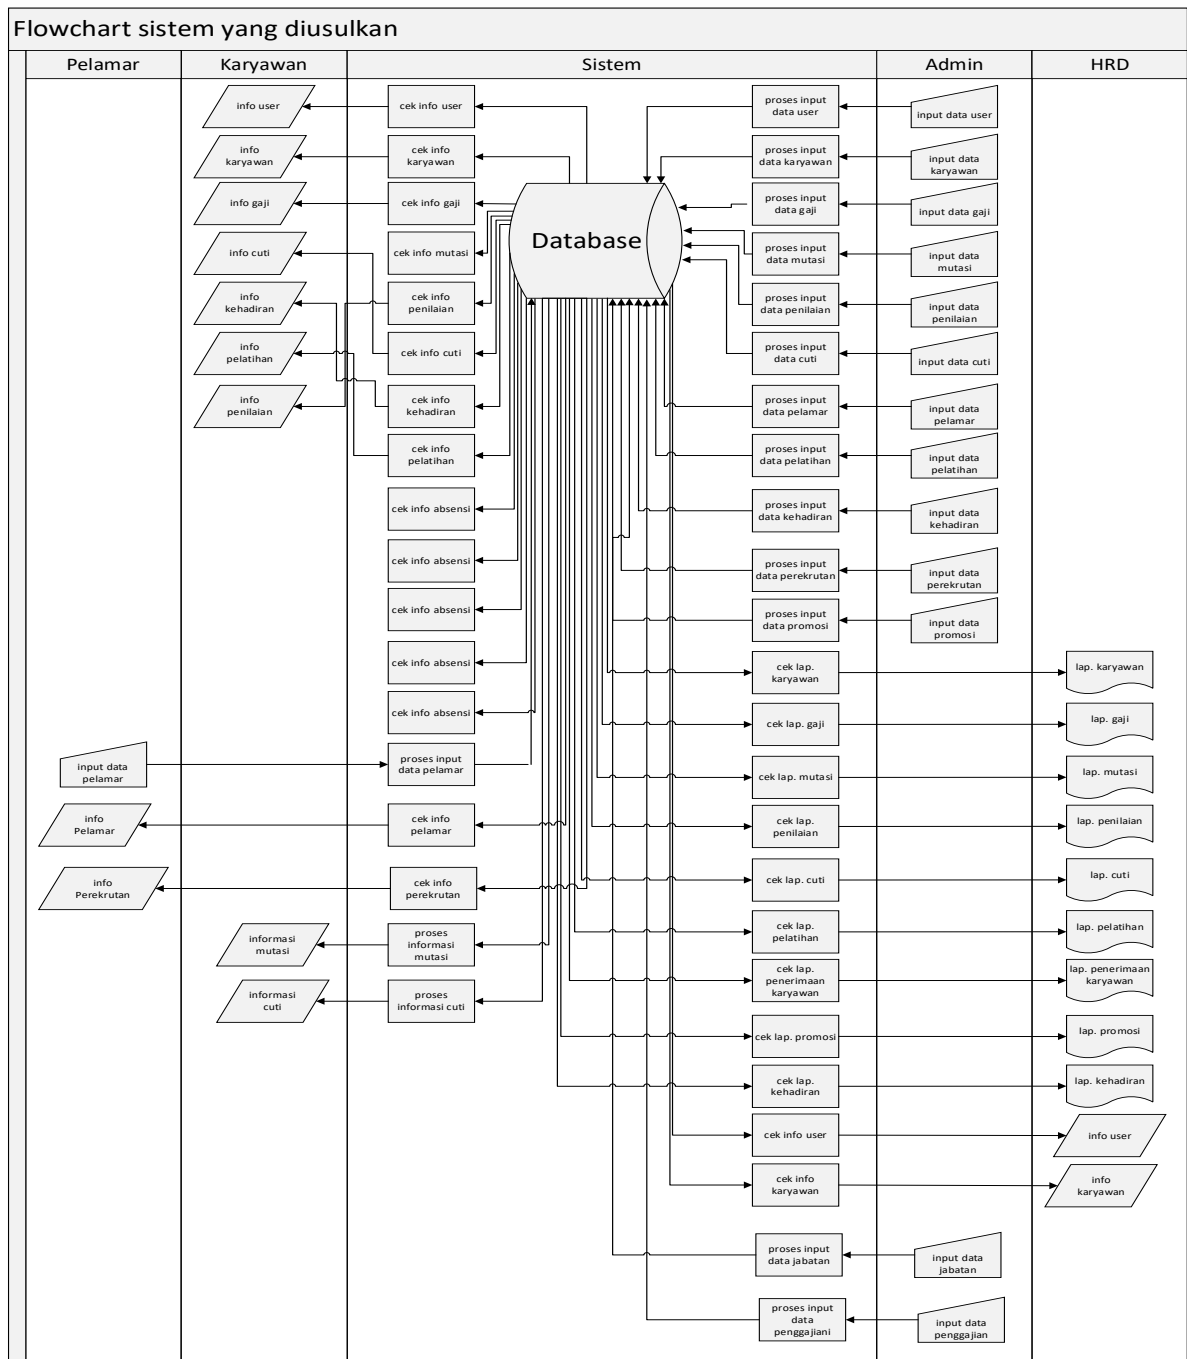 Flowchart sistem yang diusulkan
Pelamar
Karyawan
Sistem
Admin
HRD
info user
cek info user
proses input
data user
input data user
info
karyawan
cek info
karyawan
proses input
data karyawan
input data
karyawan
info gaji
cek info gaji
proses input
data gaji
input data gaji
Database
info cuti
cek info mutasi
proses input
data mutasi
input data
mutasi
info
kehadiran
cek info
penilaian
proses input
data penilaian
input data
penilaian
info
pelatihan
cek info cuti
proses input
data cuti
input data cuti
info
penilaian
cek info
kehadiran
proses input
data pelamar
input data
pelamar
cek info
pelatihan
proses input
data pelatihan
input data
pelatihan
cek info absensi
proses input
data kehadiran
input data
kehadiran
cek info absensi
proses input
data perekrutan
input data
perekrutan
cek info absensi
proses input
data promosi
input data
promosi
cek info absensi
cek lap.
karyawan
lap. karyawan
cek info absensi
cek lap. gaji
lap. gaji
input data
pelamar
proses input
data pelamar
cek lap. mutasi
lap. mutasi
info
Pelamar
cek info
pelamar
cek lap.
penilaian
lap. penilaian
info
Perekrutan
cek info
perekrutan
cek lap. cuti
lap. cuti
informasi
mutasi
proses
informasi
mutasi
cek lap.
pelatihan
lap. pelatihan
informasi
cuti
proses
informasi cuti
cek lap.
penerimaan
karyawan
lap. penerimaan
karyawan
cek lap. promosi
lap. promosi
cek lap.
kehadiran
lap. kehadiran
cek info user
info user
cek info
karyawan
info
karyawan
proses input
data jabatan
input data
jabatan
proses input
data
penggajiani
input data
penggajian